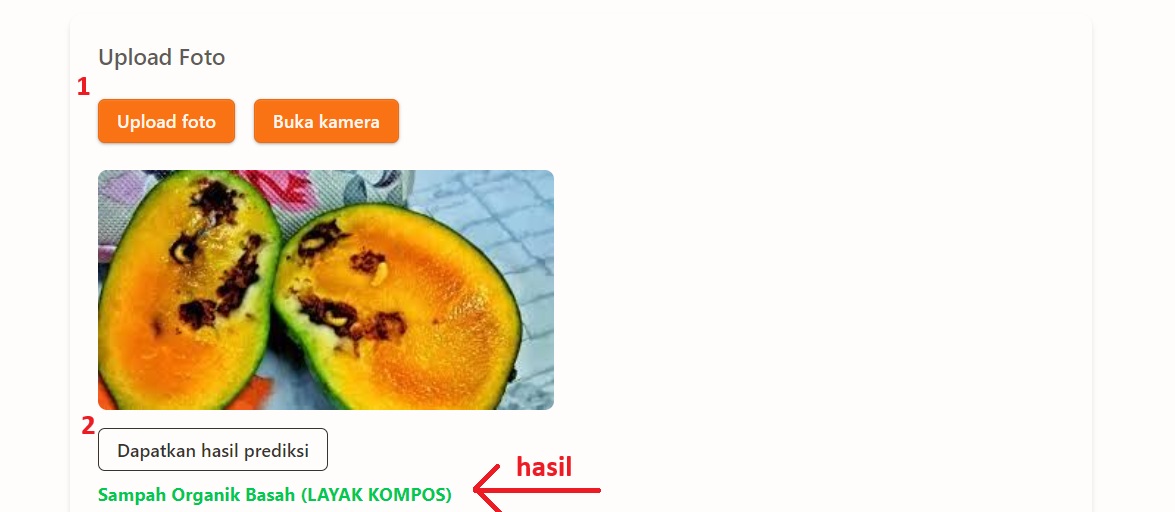 Upload Foto
1
Upload foto
Buka kamera
2
Dapatkan hasil prediksi
hasil
Sampah Organik Basah (LAYAK KOMPOS)